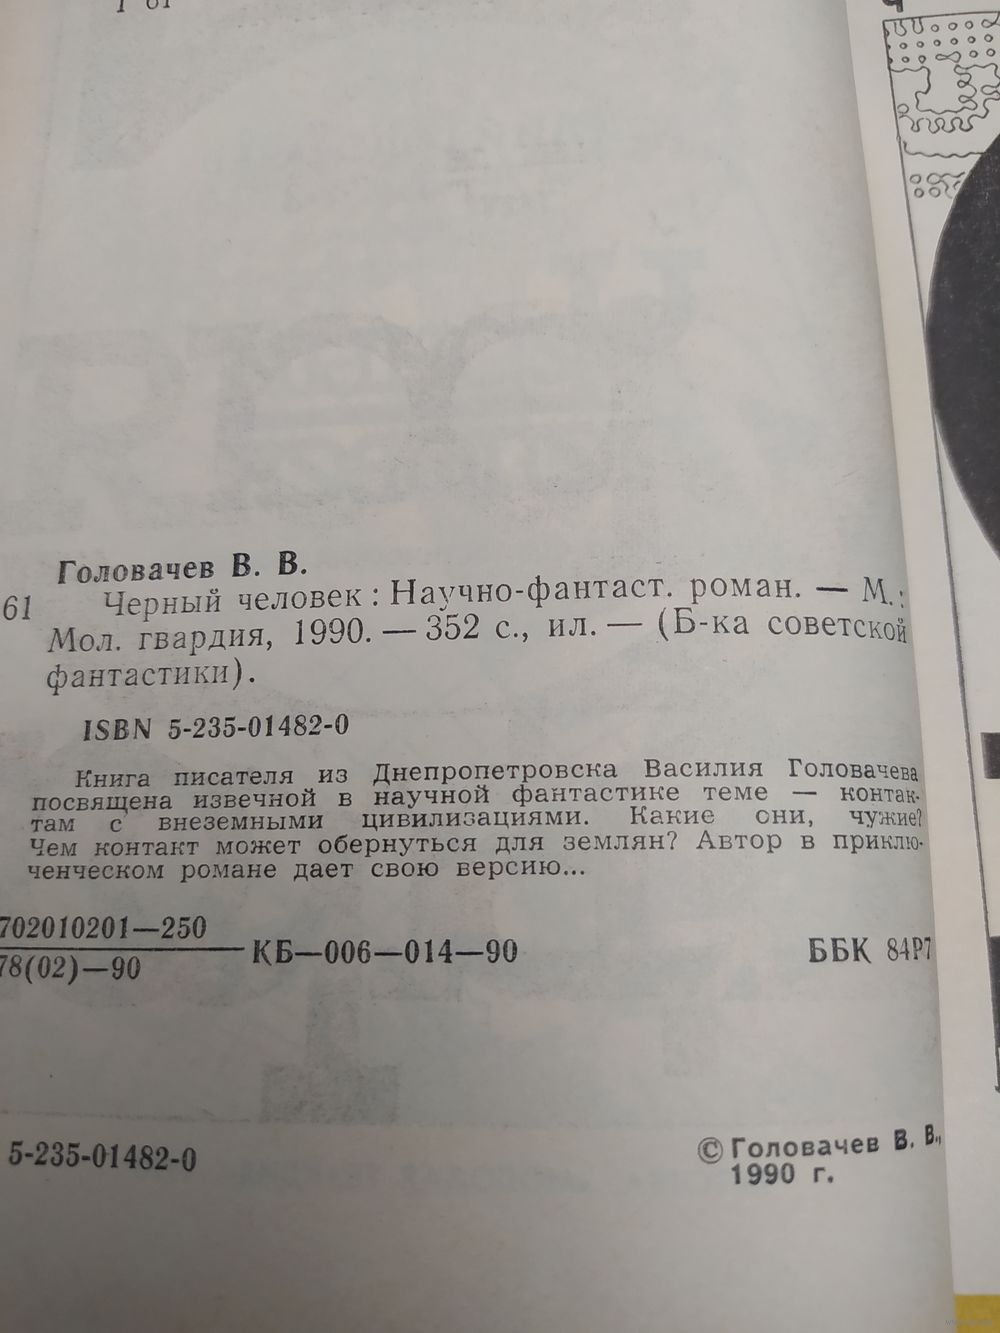 Головачев В. В.
61 Черный человек : Научно-фантаст. роман. — М.:
Мол. гвардия, 1990. — 352 с., ил. — (Б-ка советской
фантастики).
ISBN 5-235-01482-0
Книга писателя из Днепропетровска Василия Головачева
посвящена извечной в научной фантастике теме — контак-
там с внеземными цивилизациями. Какие они, чужие?
Чем контакт может обернуться для землян? Автор в приклю-
ченческом романе дает свою версию...
702010201—250
78(02)—90
КБ—006—014—90
ББК 84Р7
5-235-01482-0
© Головачев В. В.,
1990 г.